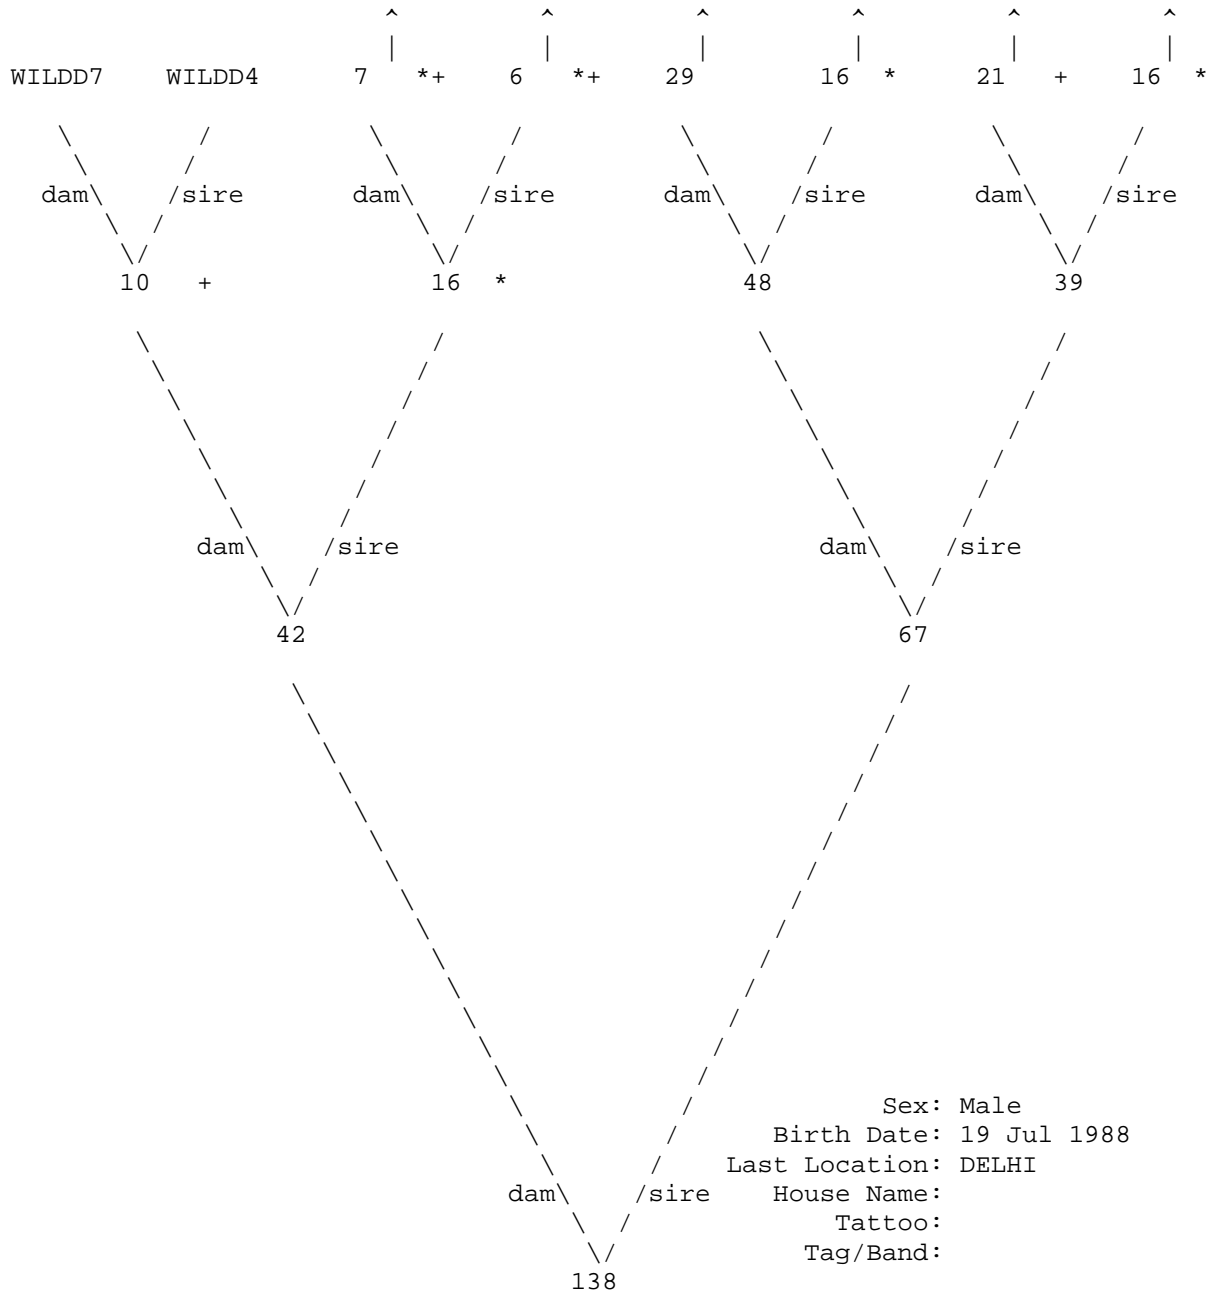 ^ ^ ^ ^ ^ ^
| | | | | |
WILDD7 WILDD4 7 *+ 6 *+ 29 16 * 21 + 16 *
\ / \ / \ / \ /
\ / \ / \ / \ /
dam\ /sire dam\ /sire dam\ /sire dam\ /sire
\ / \ / \ / \ /
\/ \/ \/ \/
10 + 16 * 48 39
\ / \ /
\ / \ /
dam\ /sire dam\ /sire
\ / \ /
\/ \/
42 67
\ /
\ /
Sex: Male
Birth Date: 19 Jul 1988
Last Location: DELHI
dam\ /sire House Name:
\ / Tattoo:
\/ Tag/Band:
138